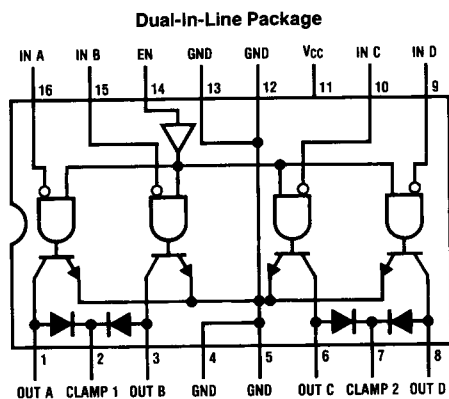 Dual-In-Line Package
IN A IN B EN GND GND VCC IN C IN D
16 15 14 13 12 11 10 9
1 2 3 4 5 6 7 8
OUT A CLAMP 1 OUT B GND GND OUT C CLAMP 2 OUT D